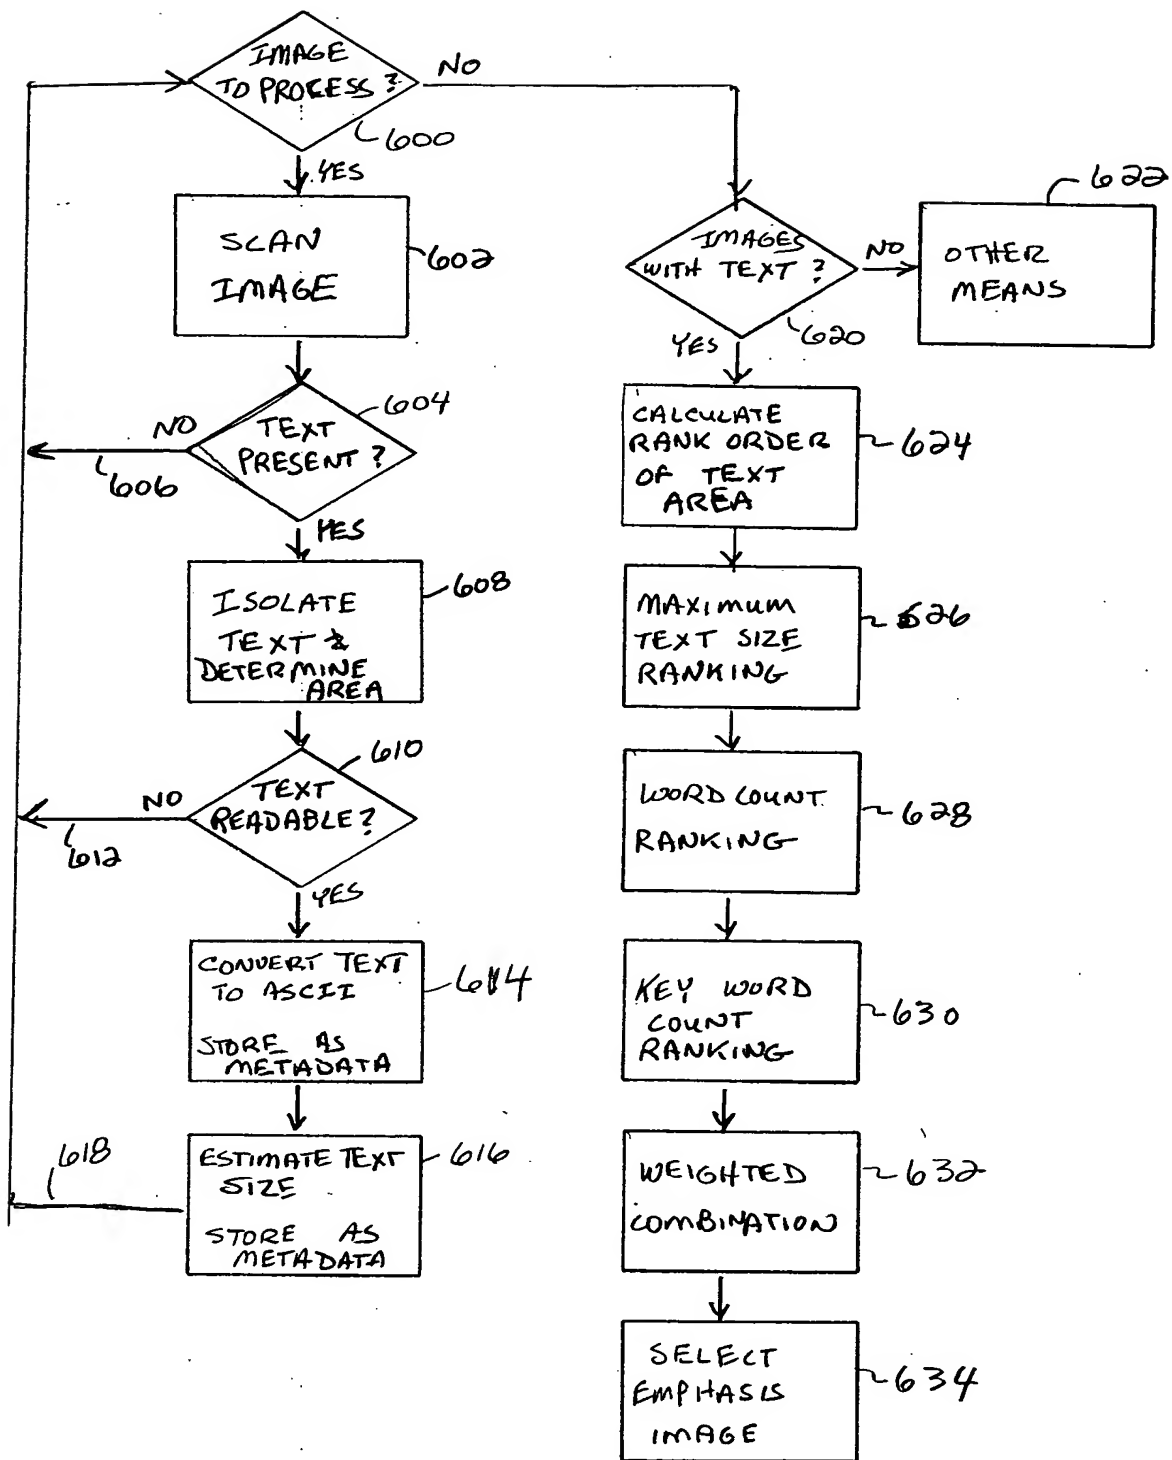 IMAGE
TO PROCESS?
600
NO
YES
SCAN
IMAGE
602
TEXT
PRESENT?
604
NO
606
YES
ISOLATE
TEXT &
DETERMINE
AREA
608
TEXT
READABLE?
610
NO
612
YES
CONVERT TEXT
TO ASCII
STORE AS
METADATA
614
ESTIMATE TEXT
SIZE
STORE AS
METADATA
616
618
IMAGES
WITH TEXT?
620
NO
OTHER
MEANS
622
YES
CALCULATE
RANK ORDER
OF TEXT
AREA
624
MAXIMUM
TEXT SIZE
RANKING
626
WORD COUNT
RANKING
628
KEY WORD
COUNT
RANKING
630
WEIGHTED
COMBINATION
632
SELECT
EMPHASIS
IMAGE
634